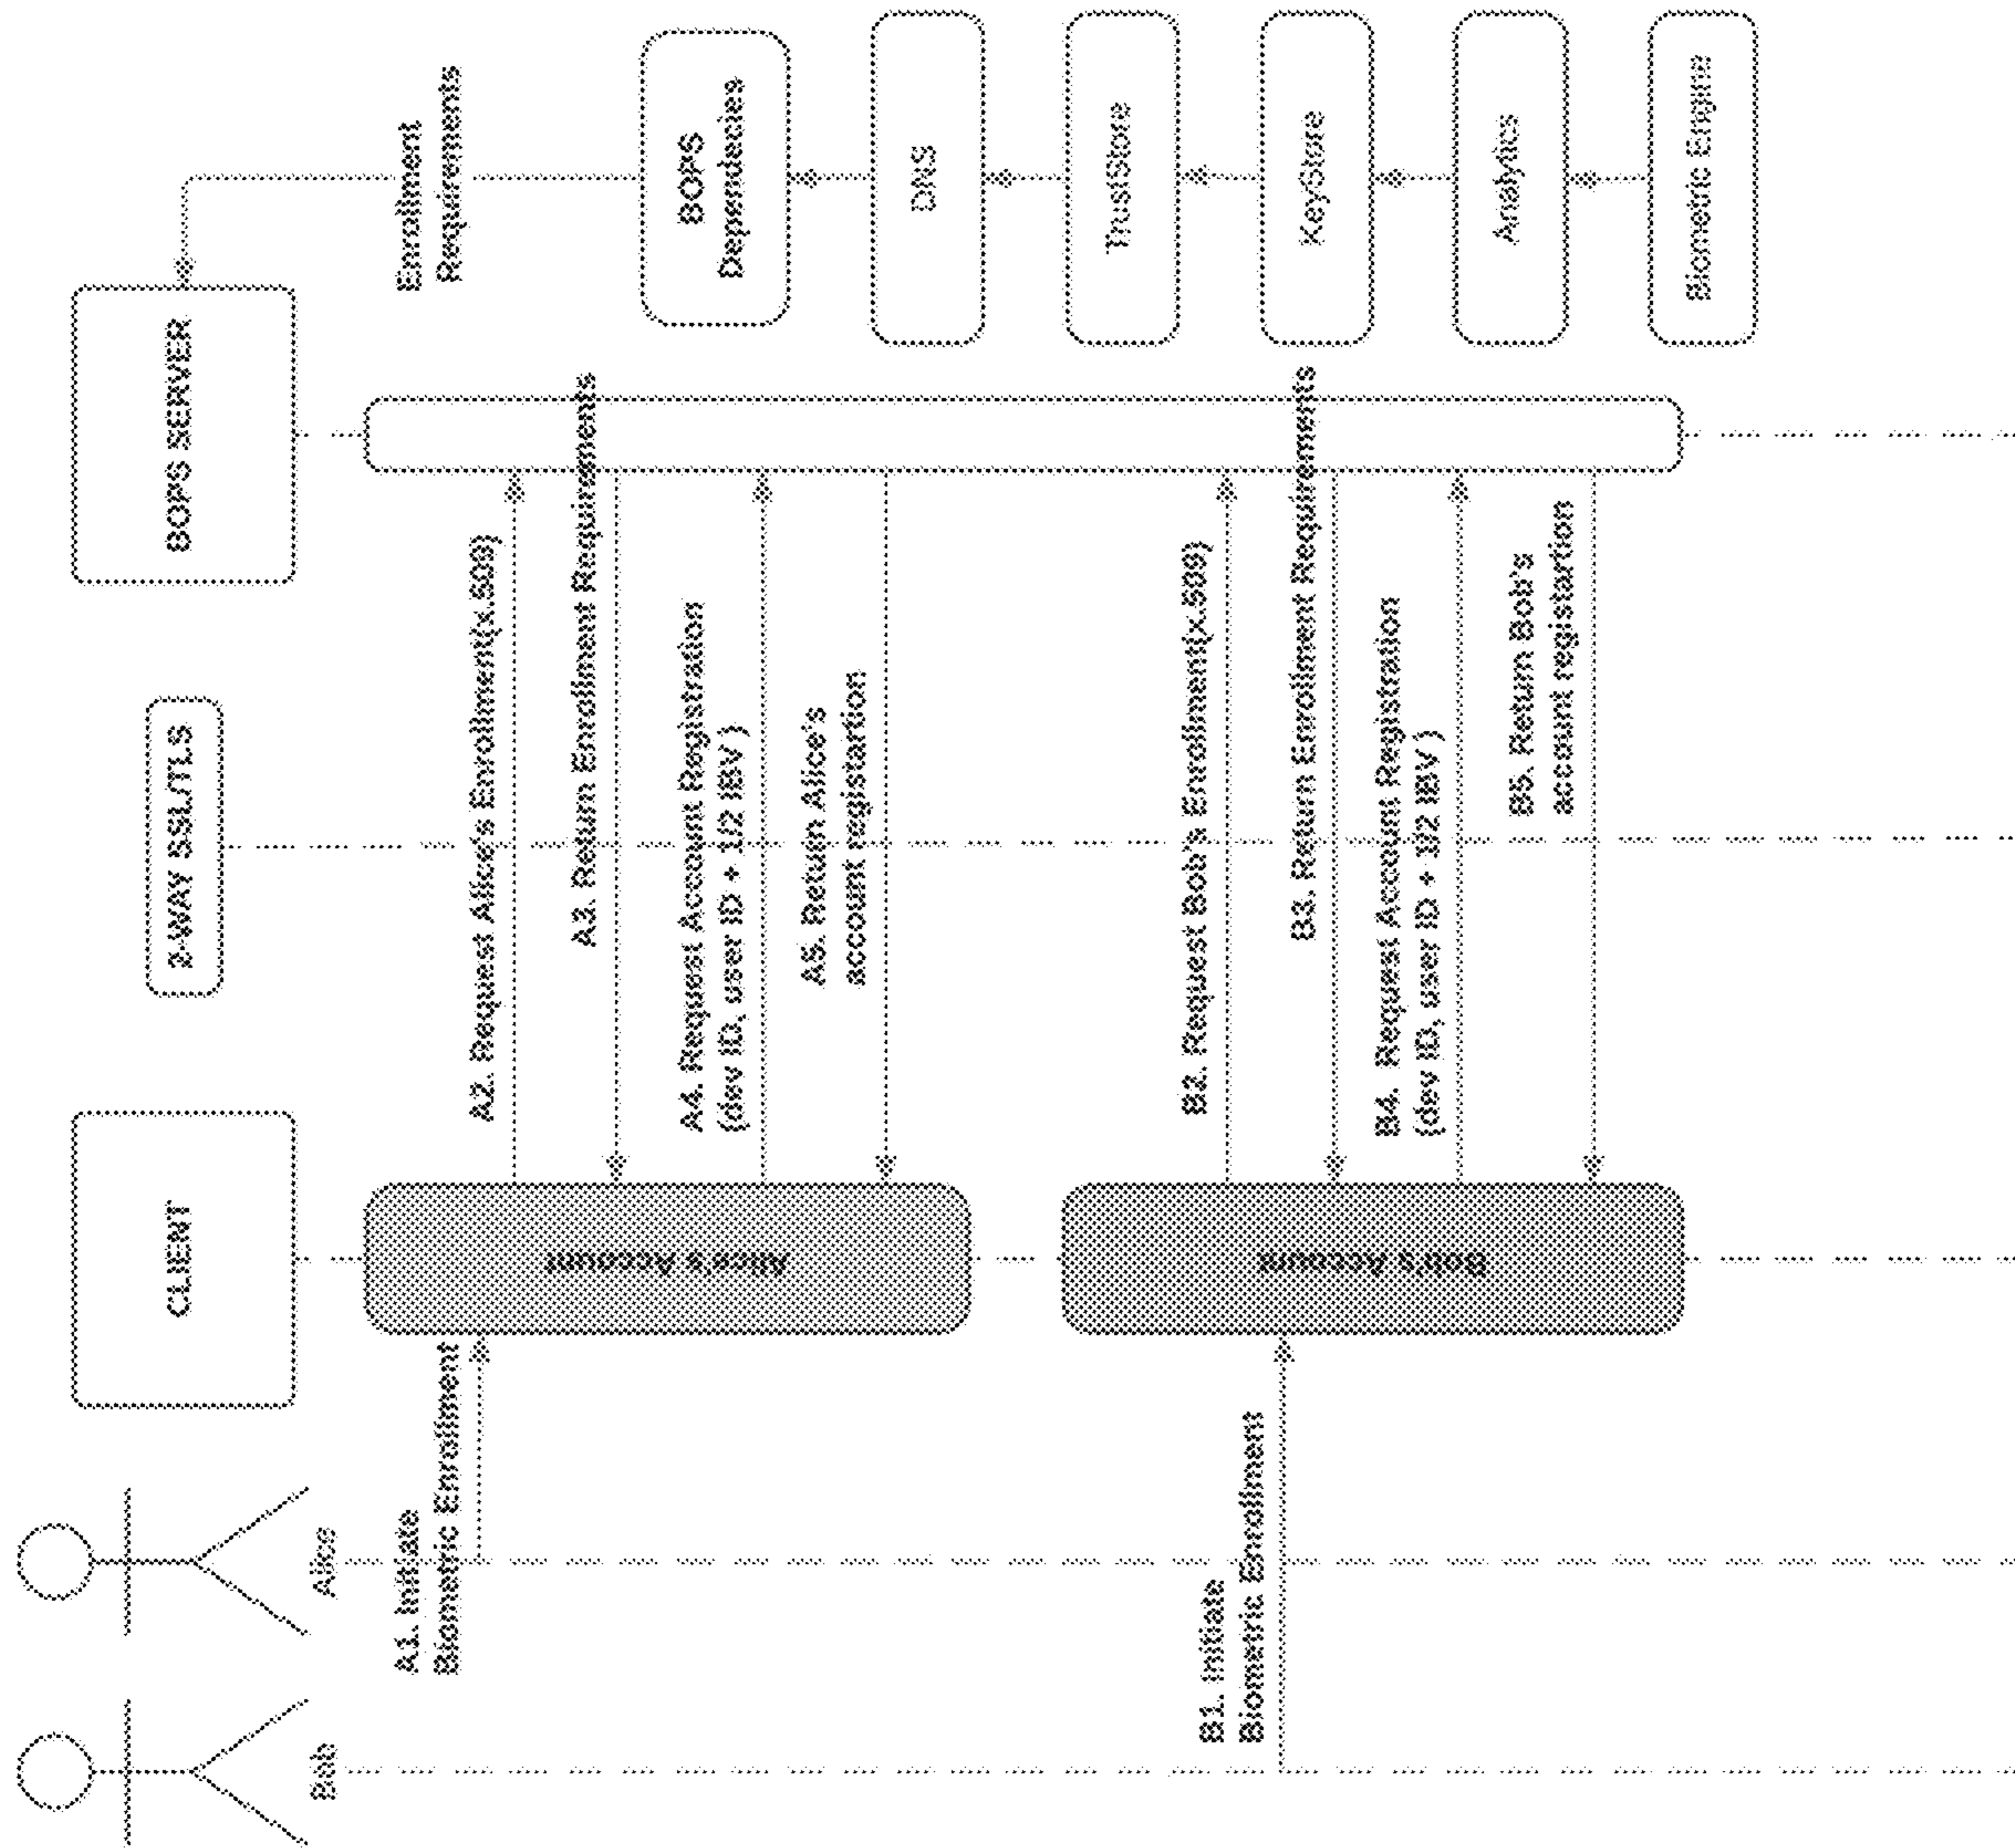 Bob
Alice
CLIENT
2-WAY SSL/TLS
BOPS SERVER
A1. Initiate
Biometric Enrollment
Alice's Account
A2. Request Alice's Enrollment(x.509)
A3. Return Enrollment Requirements
A4. Request Account Registration
(dev ID, user ID + 1/2 IBV )
A5. Return Alice's
account registartion
B1. Initiate
Biometric Enrollment
Bob's Account
B2. Request Bob's Enrollment(x.509)
B3. Return Enrollment Requirements
B4. Request Account Registration
(dev ID, user ID + 1/2 IBV )
B5. Return Bob's
account registartion
Enrollment
Requirements
BOPS
Dependacies
DNS
TrustStore
KeyStore
Analytics
Biometric Engine